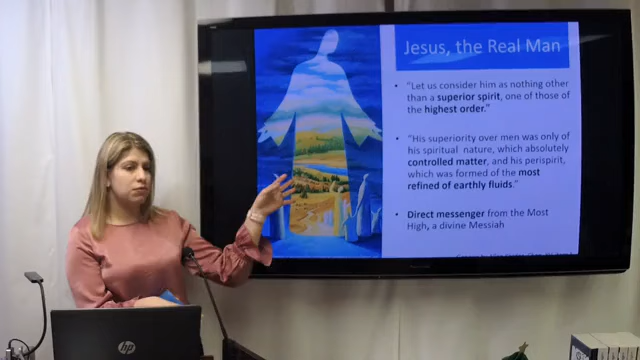 Jesus, the Real Man
• "Let us consider him as nothing other
than a superior spirit, one of those of
the highest order."
• "His superiority over men was only of
his spiritual nature, which absolutely
controlled matter, and his perispirit,
which was formed of the most
refined of earthly fluids."
• Direct messenger from the Most
High, a divine Messiah
hp